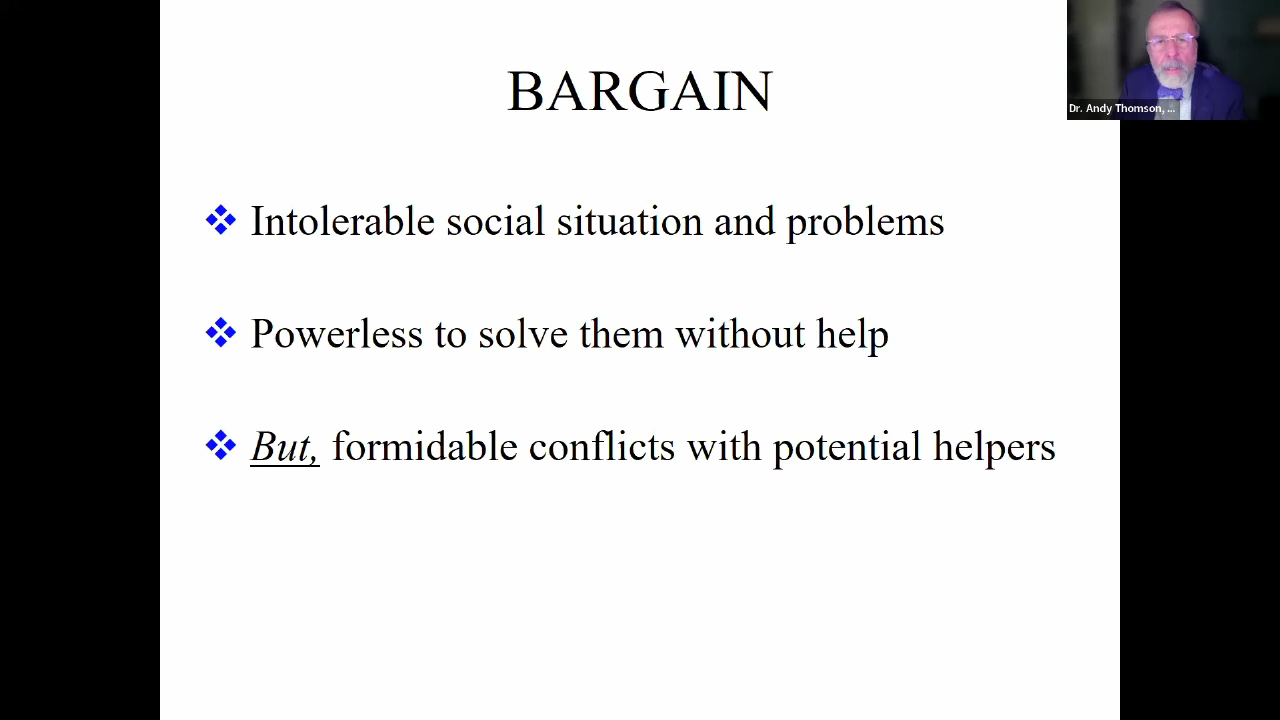 BARGAIN
Dr. Andy Thomson, ...
Intolerable social situation and problems
Powerless to solve them without help
But, formidable conflicts with potential helpers